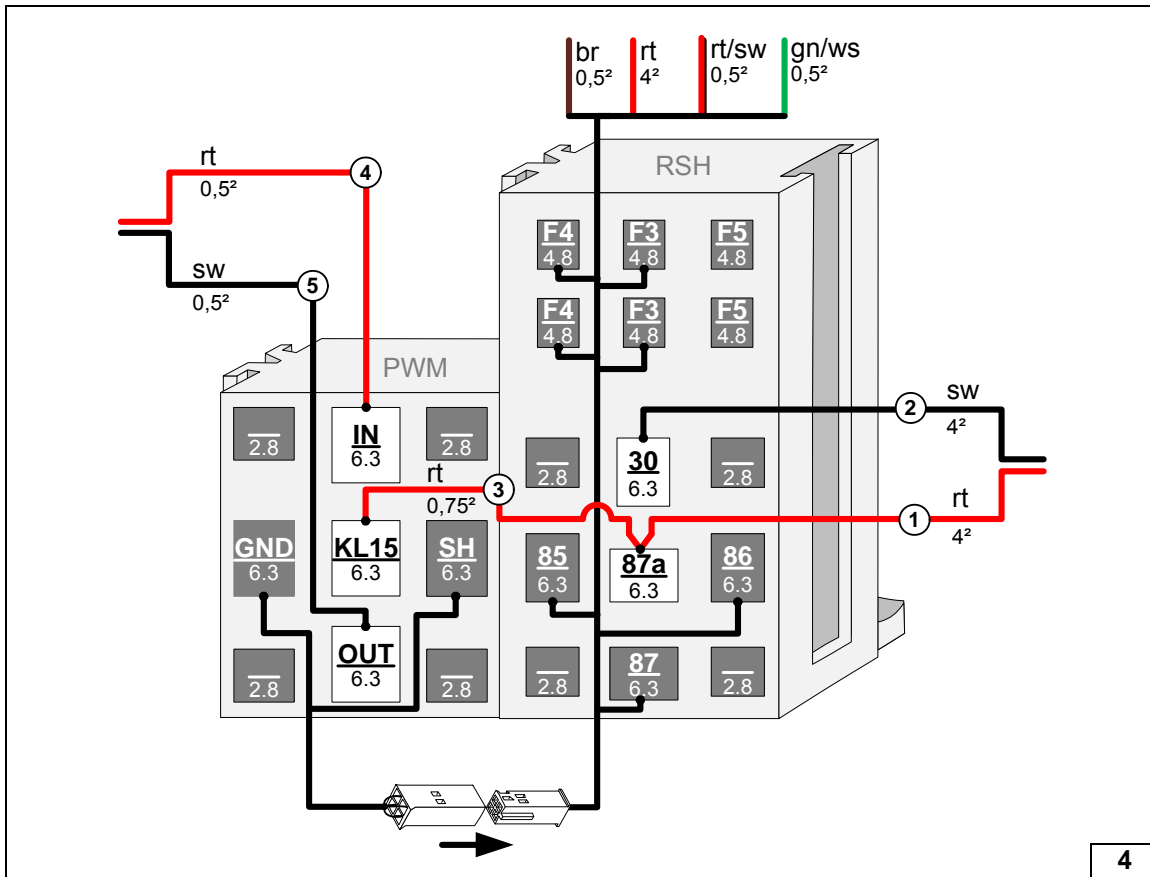 br
0,5²
rt
4²
rt/sw
0,5²
gn/ws
0,5²
RSH
rt
0,5²
4
sw
0,5²
5
F4
4.8
F3
4.8
F5
4.8
F4
4.8
F3
4.8
F5
4.8
PWM
2.8
IN
6.3
2.8
rt
0,75²
3
2.8
30
6.3
2.8
2
sw
4²
1
rt
4²
GND
6.3
KL15
6.3
SH
6.3
85
6.3
87a
6.3
86
6.3
2.8
OUT
6.3
2.8
2.8
87
6.3
2.8
4